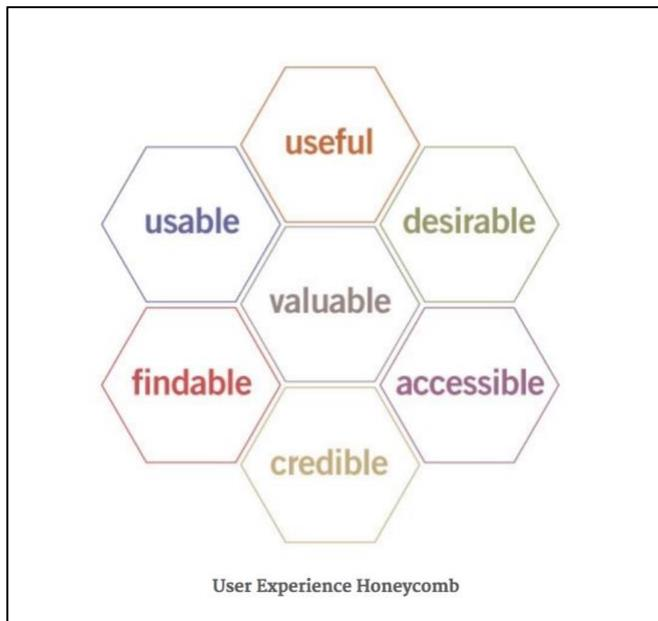 useful
usable
desirable
valuable
findable
accessible
credible
User Experience Honeycomb